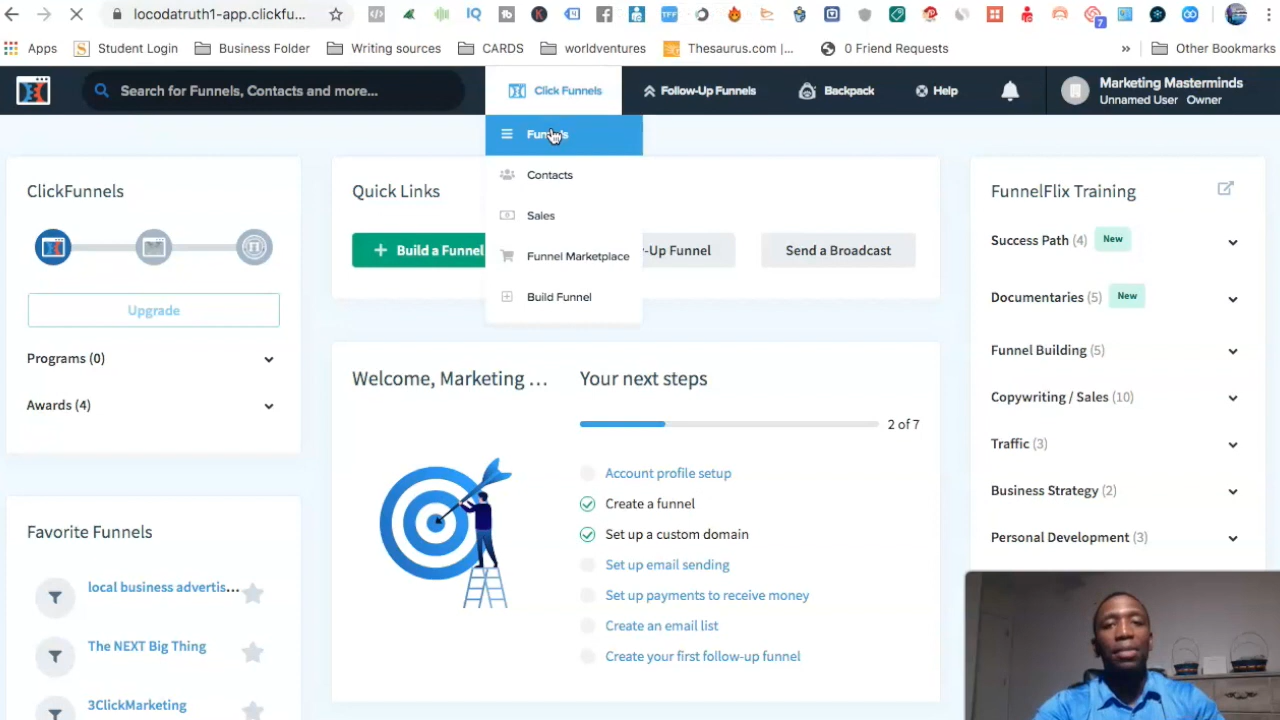 locodatruth1-app.clickfu...
7
Apps
Student Login
Business Folder
Writing sources
CARDS
worldventures
Thesaurus.com |...
0 Friend Requests
»
Other Bookmarks
Search for Funnels, Contacts and more...
Click Funnels
Follow-Up Funnels
Backpack
Help
Marketing Masterminds
Unnamed User Owner
Funnels
Contacts
Sales
Funnel Marketplace
Build Funnel
ClickFunnels
Upgrade
Programs (0)
Awards (4)
Favorite Funnels
local business advertis...
The NEXT Big Thing
3ClickMarketing
Quick Links
+ Build a Funnel
-Up Funnel
Send a Broadcast
Welcome, Marketing ...
Your next steps
2 of 7
Account profile setup
Create a funnel
Set up a custom domain
Set up email sending
Set up payments to receive money
Create an email list
Create your first follow-up funnel
FunnelFlix Training
Success Path (4) New
Documentaries (5) New
Funnel Building (5)
Copywriting / Sales (10)
Traffic (3)
Business Strategy (2)
Personal Development (3)